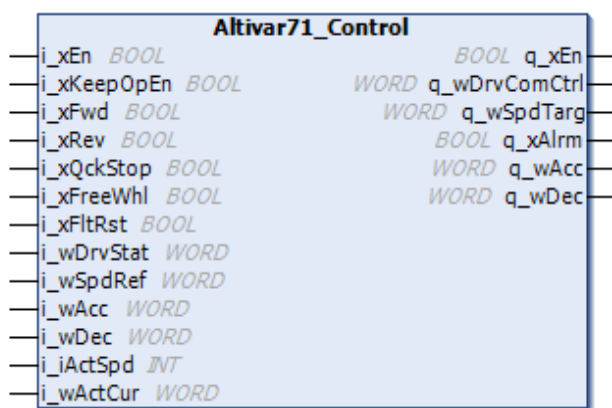 Altivar71_Control
i_xEn BOOL BOOL q_xEn
i_xKeepOpEn BOOL WORD q_wDrvComCtrl
i_xFwd BOOL WORD q_wSpdTarg
i_xRev BOOL BOOL q_xAlrm
i_xQckStop BOOL WORD q_wAcc
i_xFreeWhl BOOL WORD q_wDec
i_xFltRst BOOL
i_wDrvStat WORD
i_wSpdRef WORD
i_wAcc WORD
i_wDec WORD
i_iActSpd INT
i_wActCur WORD